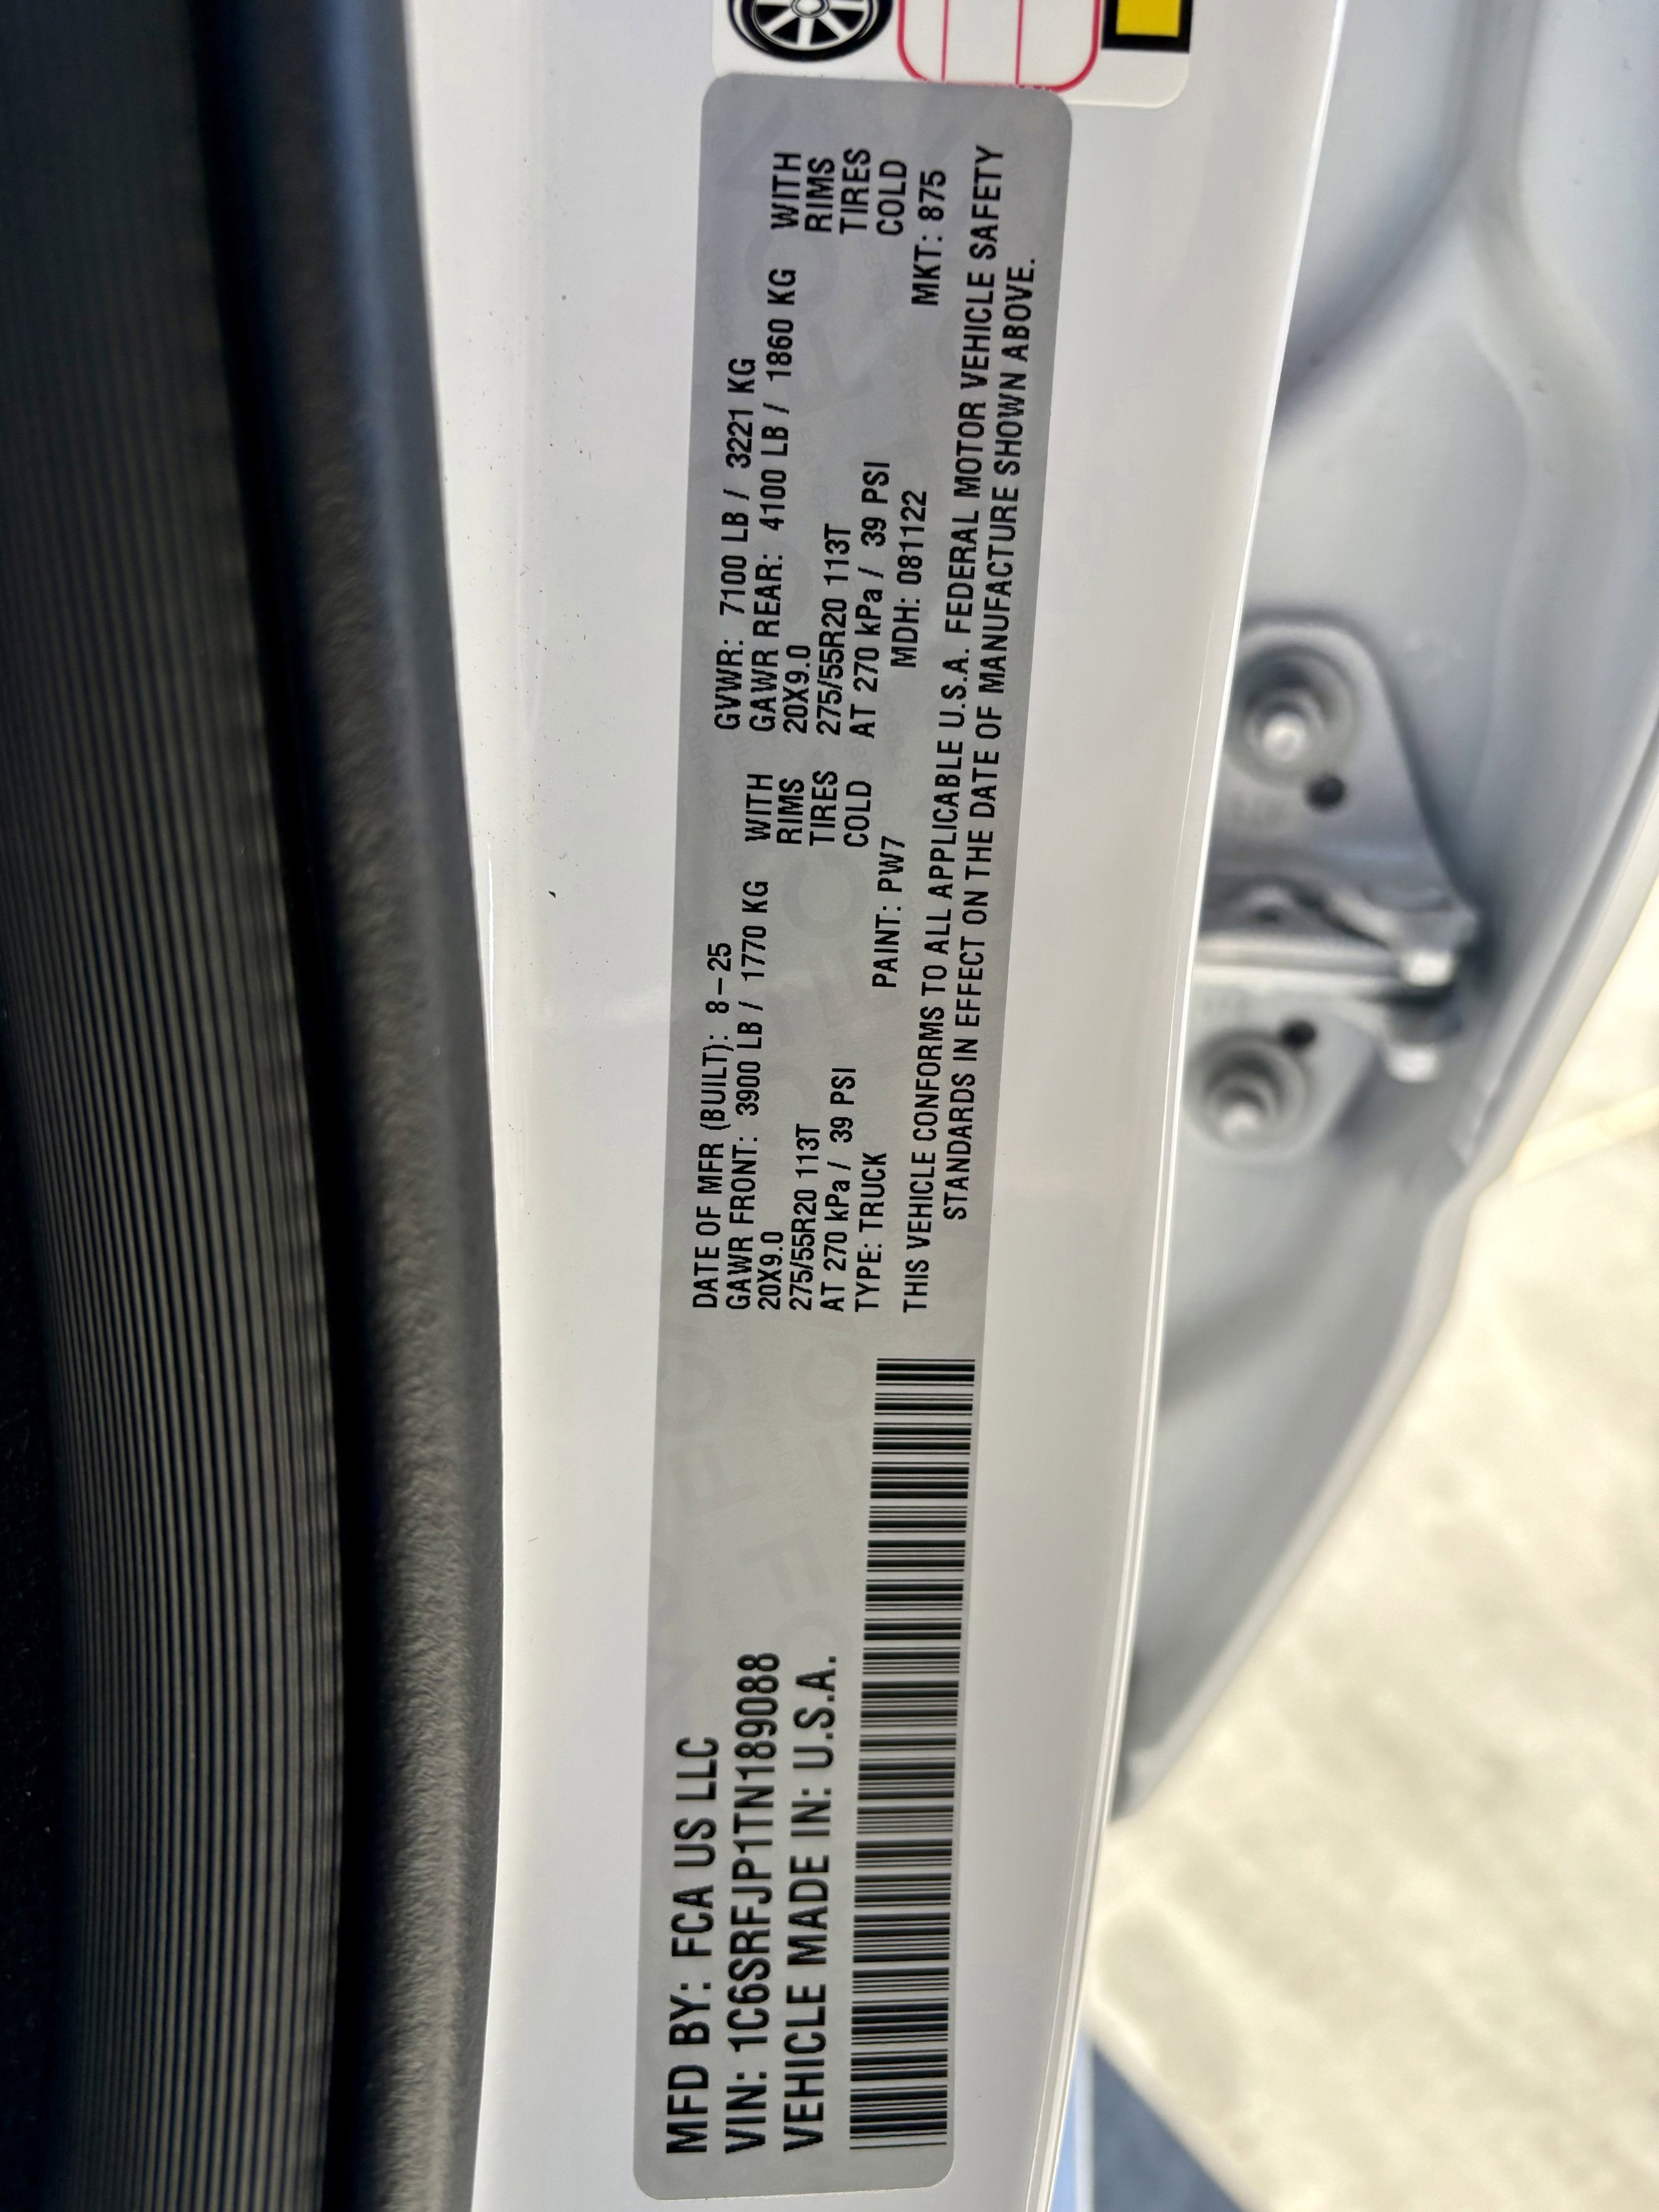 MFD BY: FCA US LLC
VIN: 1C6SRFJP1TN189088
VEHICLE MADE IN: U.S.A.
DATE OF MFR (BUILT): 8-25
GAWR FRONT: 3900 LB / 1770 KG WITH
20X9.0 RIMS
275/55R20 113T TIRES
AT 270 kPa / 39 PSI COLD
TYPE: TRUCK PAINT: PW7
GVWR: 7100 LB / 3221 KG
GAWR REAR: 4100 LB / 1860 KG WITH
20X9.0 RIMS
275/55R20 113T TIRES
AT 270 kPa / 39 PSI COLD
MDH: 081122 MKT: 875
THIS VEHICLE CONFORMS TO ALL APPLICABLE U.S.A. FEDERAL MOTOR VEHICLE SAFETY
STANDARDS IN EFFECT ON THE DATE OF MANUFACTURE SHOWN ABOVE.